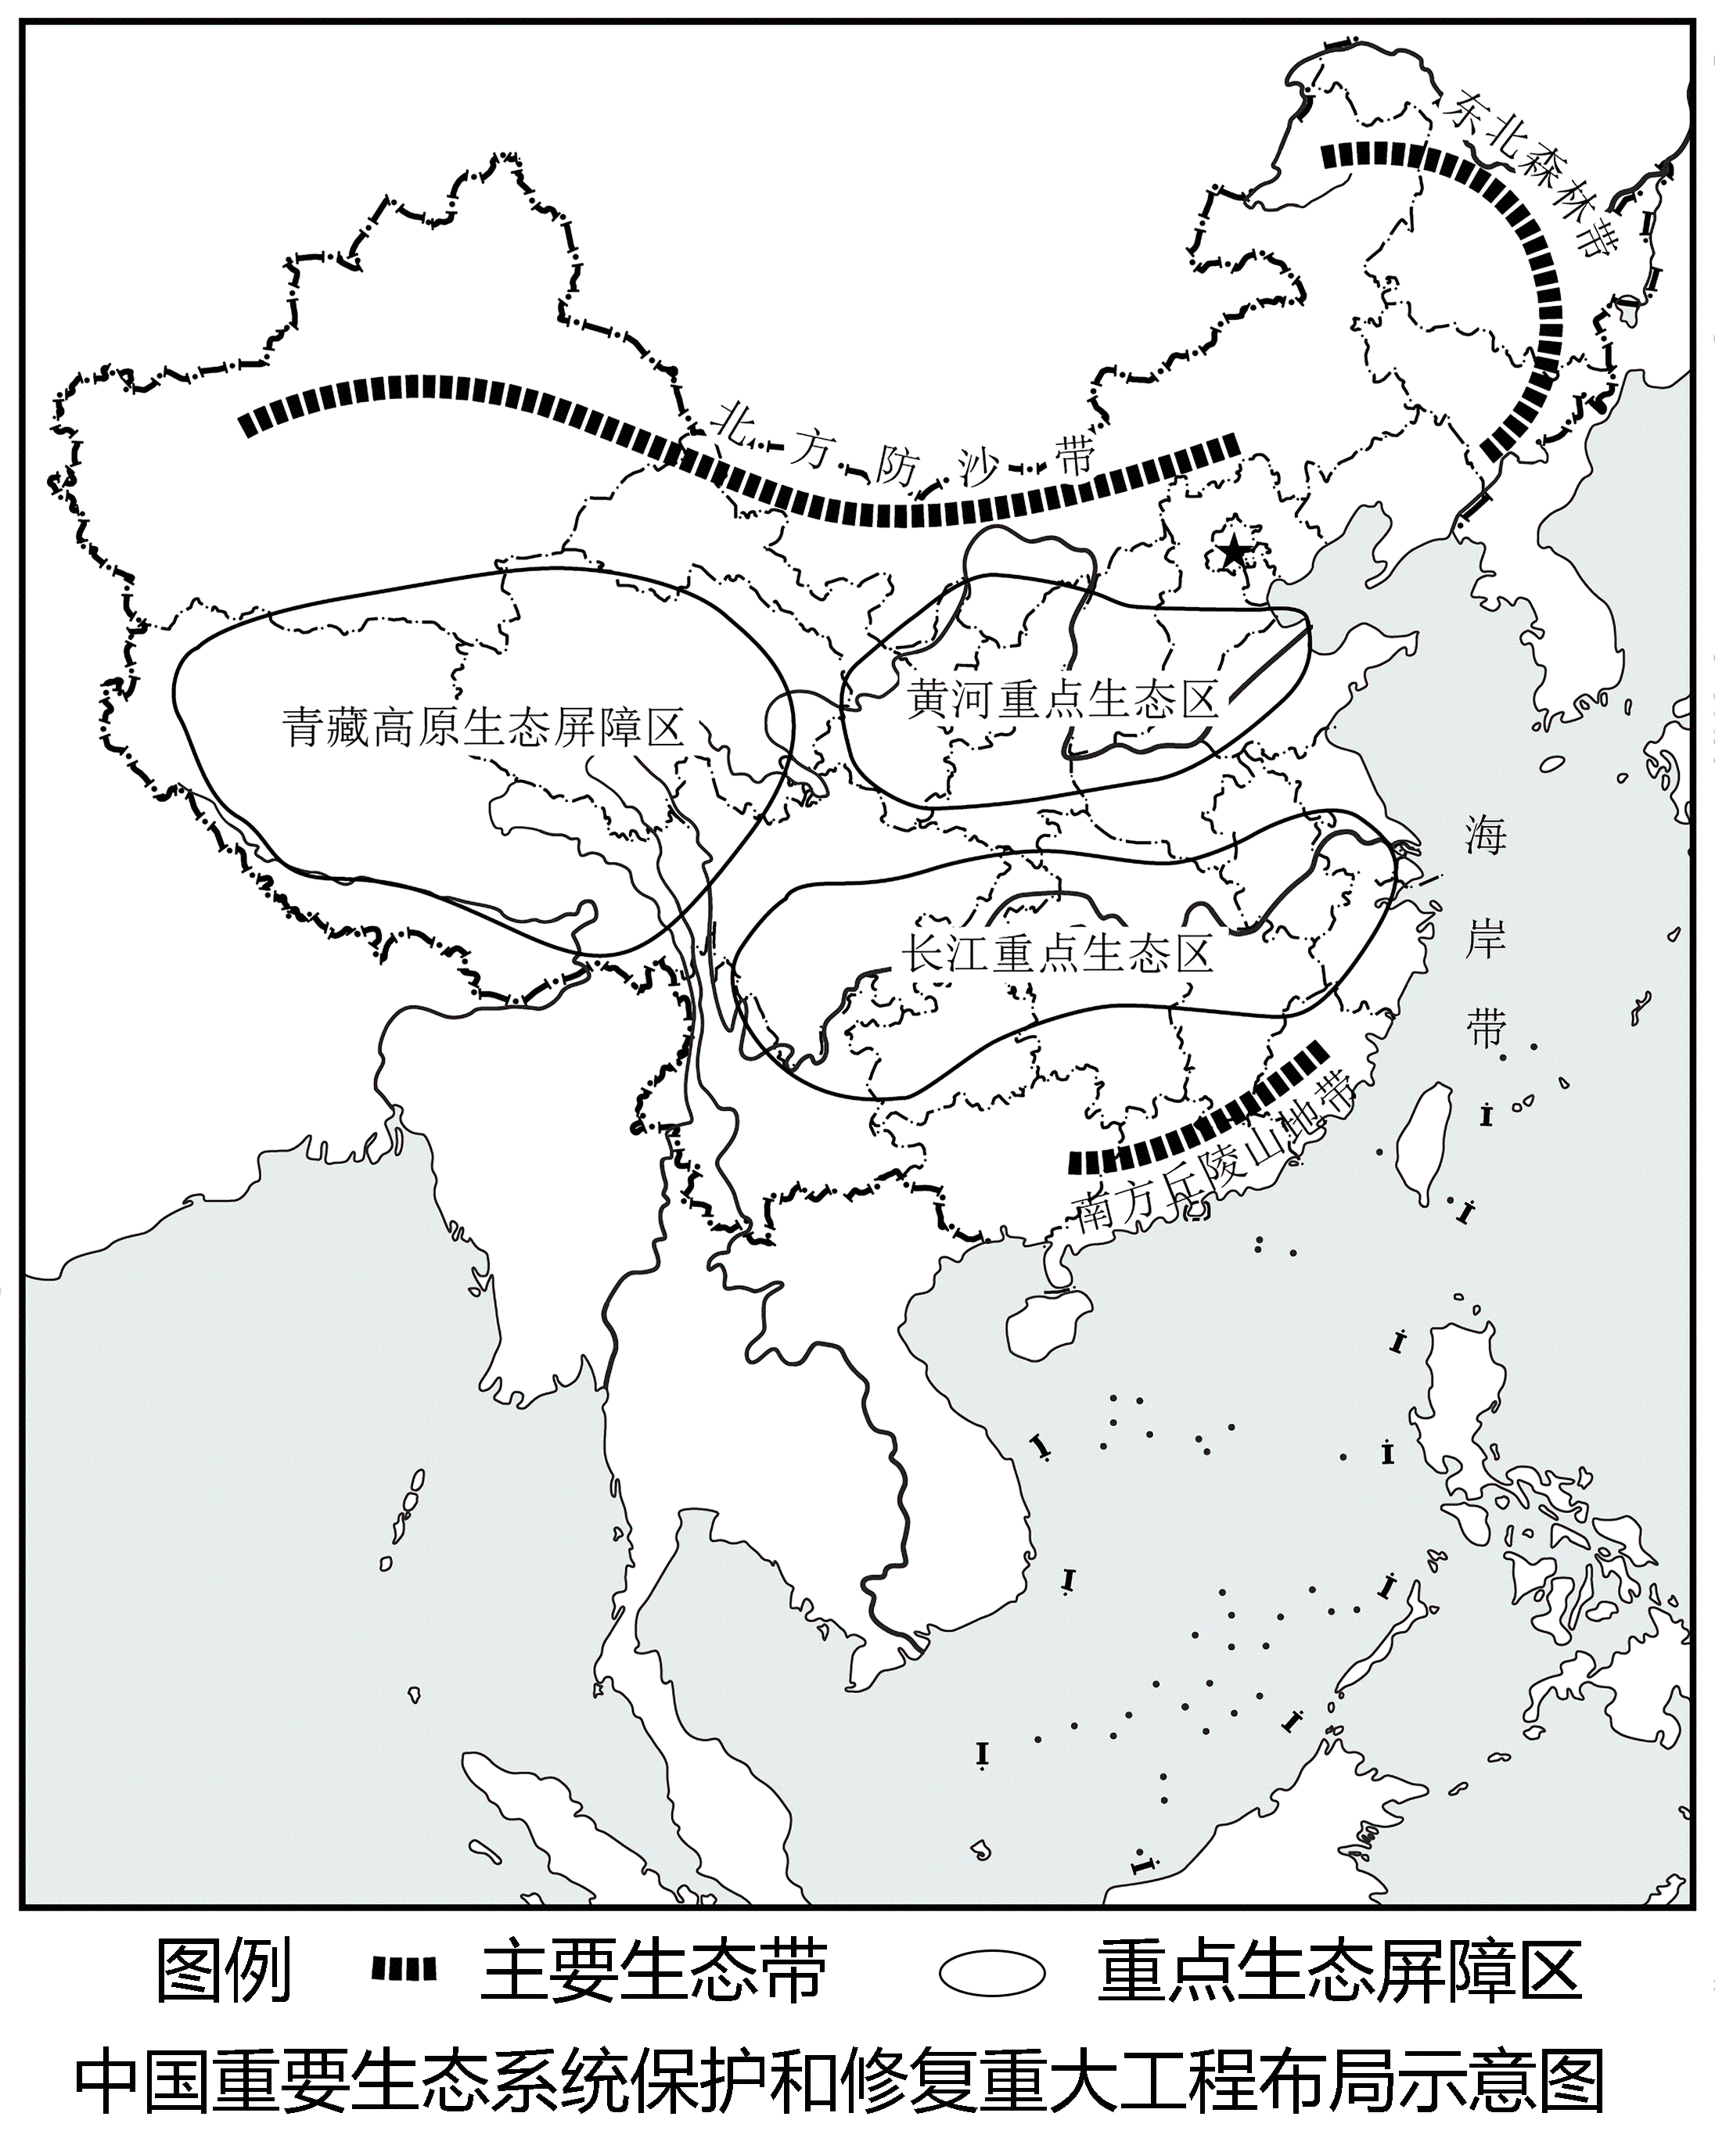 东北森林带
北方防沙带
青藏高原生态屏障区
黄河重点生态区
长江重点生态区
海岸带
南方丘陵山地带
图例 主要生态带 重点生态屏障区
中国重要生态系统保护和修复重大工程布局示意图